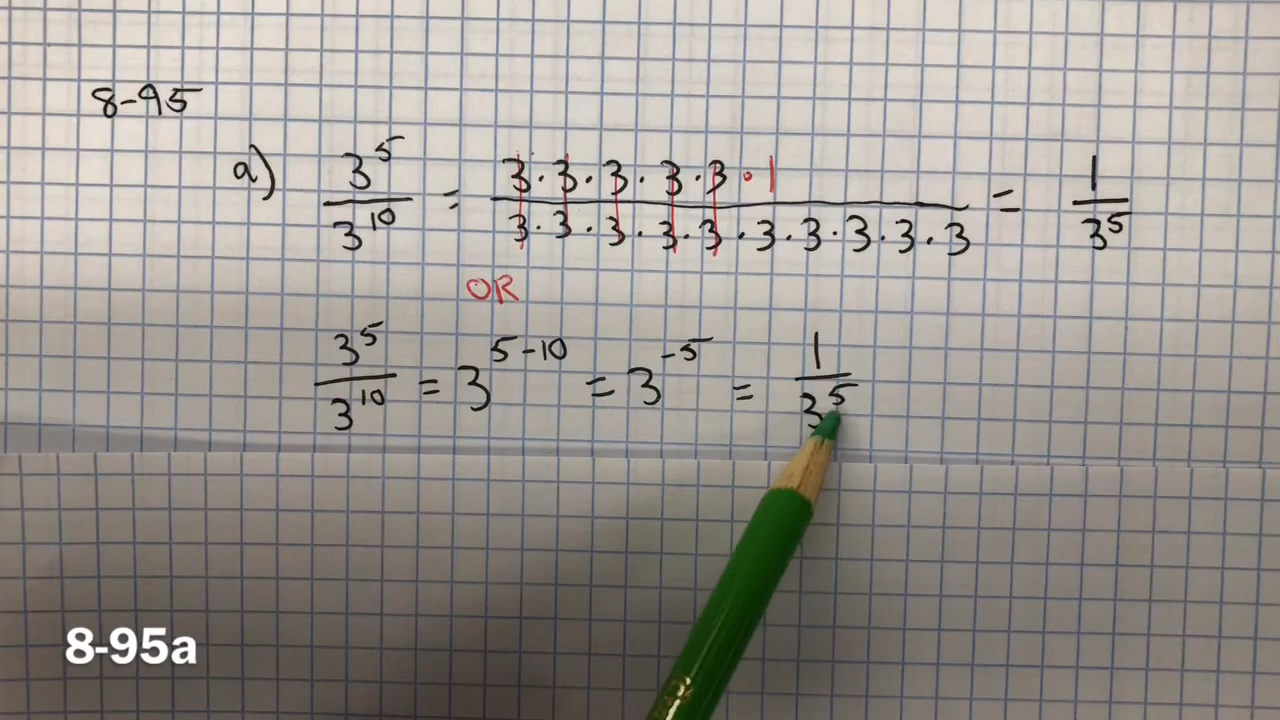 8-95
a) 3^5/3^10 = 3·3·3·3·3·1/3·3·3·3·3·3·3·3·3·3 = 1/3^5
OR
3^5/3^10 = 3^5-10 = 3^-5 = 1/3^5
8-95a